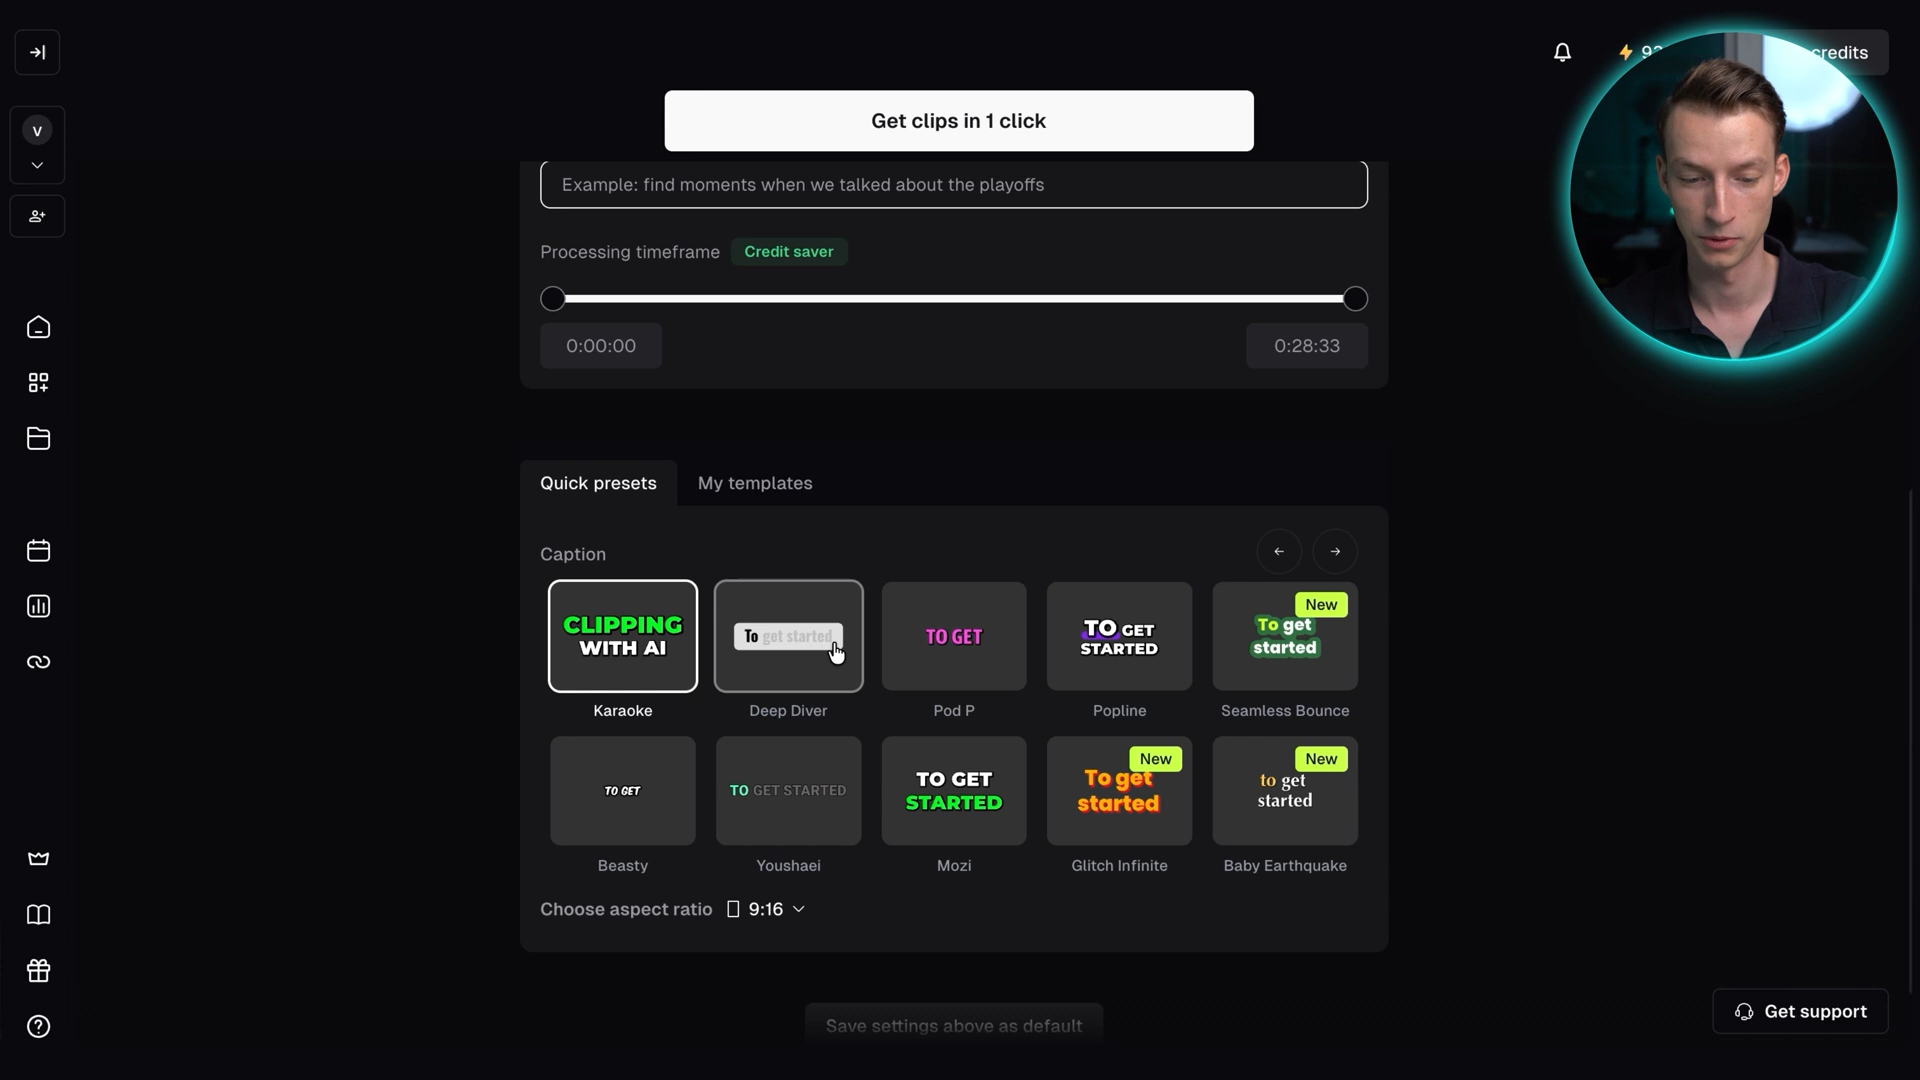 credits
Get clips in 1 click
V
Example: find moments when we talked about the playoffs
Processing timeframe Credit saver
0:00:00 0:28:33
Quick presets My templates
Caption
CLIPPING
WITH AI
Karaoke
To get started
Deep Diver
TO GET
Pod P
TO GET
STARTED
Popline
New
To get
started
Seamless Bounce
TO GET
Beasty
TO GET STARTED
Youshaei
TO GET
STARTED
Mozi
New
To get
started
Glitch Infinite
New
to get
started
Baby Earthquake
Choose aspect ratio 9:16
Save settings above as default
Get support